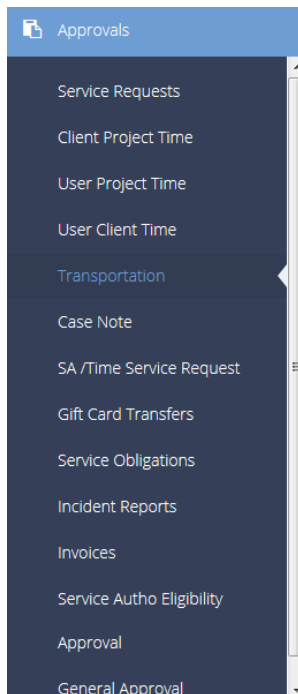 Approvals
Service Requests
Client Project Time
User Project Time
User Client Time
Transportation
Case Note
SA /Time Service Request
Gift Card Transfers
Service Obligations
Incident Reports
Invoices
Service Autho Eligibility
Approval
General Approval